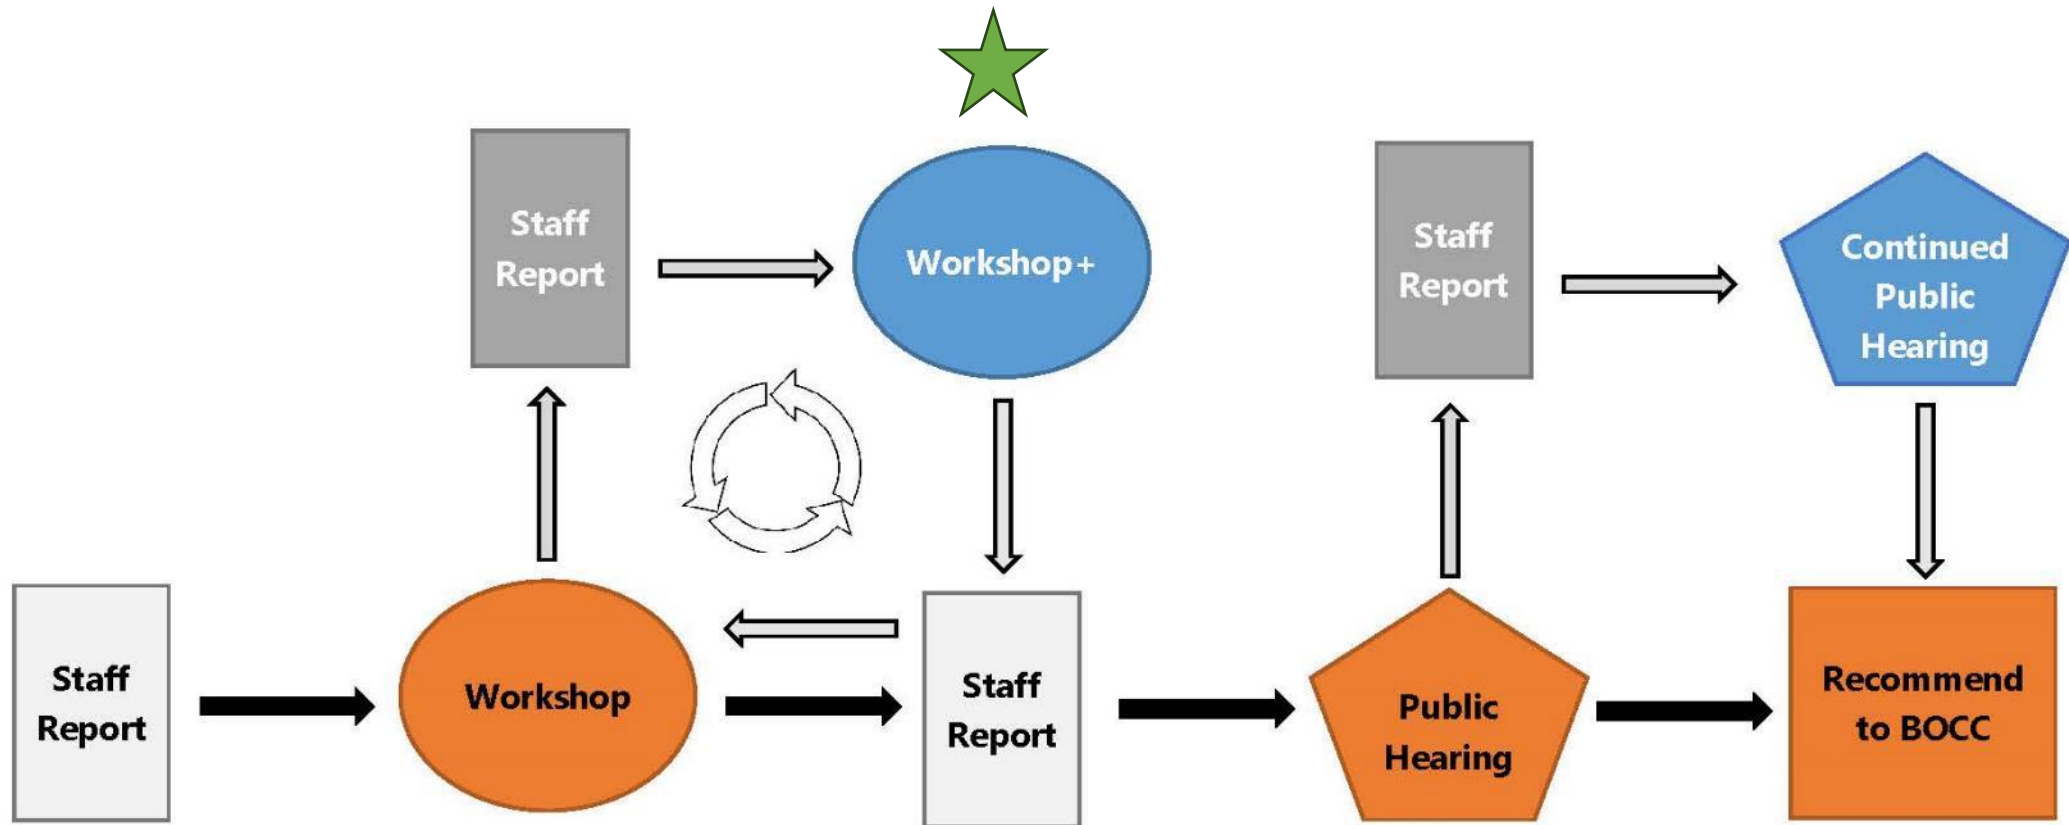 Staff
Report
Workshop+
Staff
Report
Continued
Public
Hearing
Staff
Report
Workshop
Staff
Report
Public
Hearing
Recommend
to BOCC